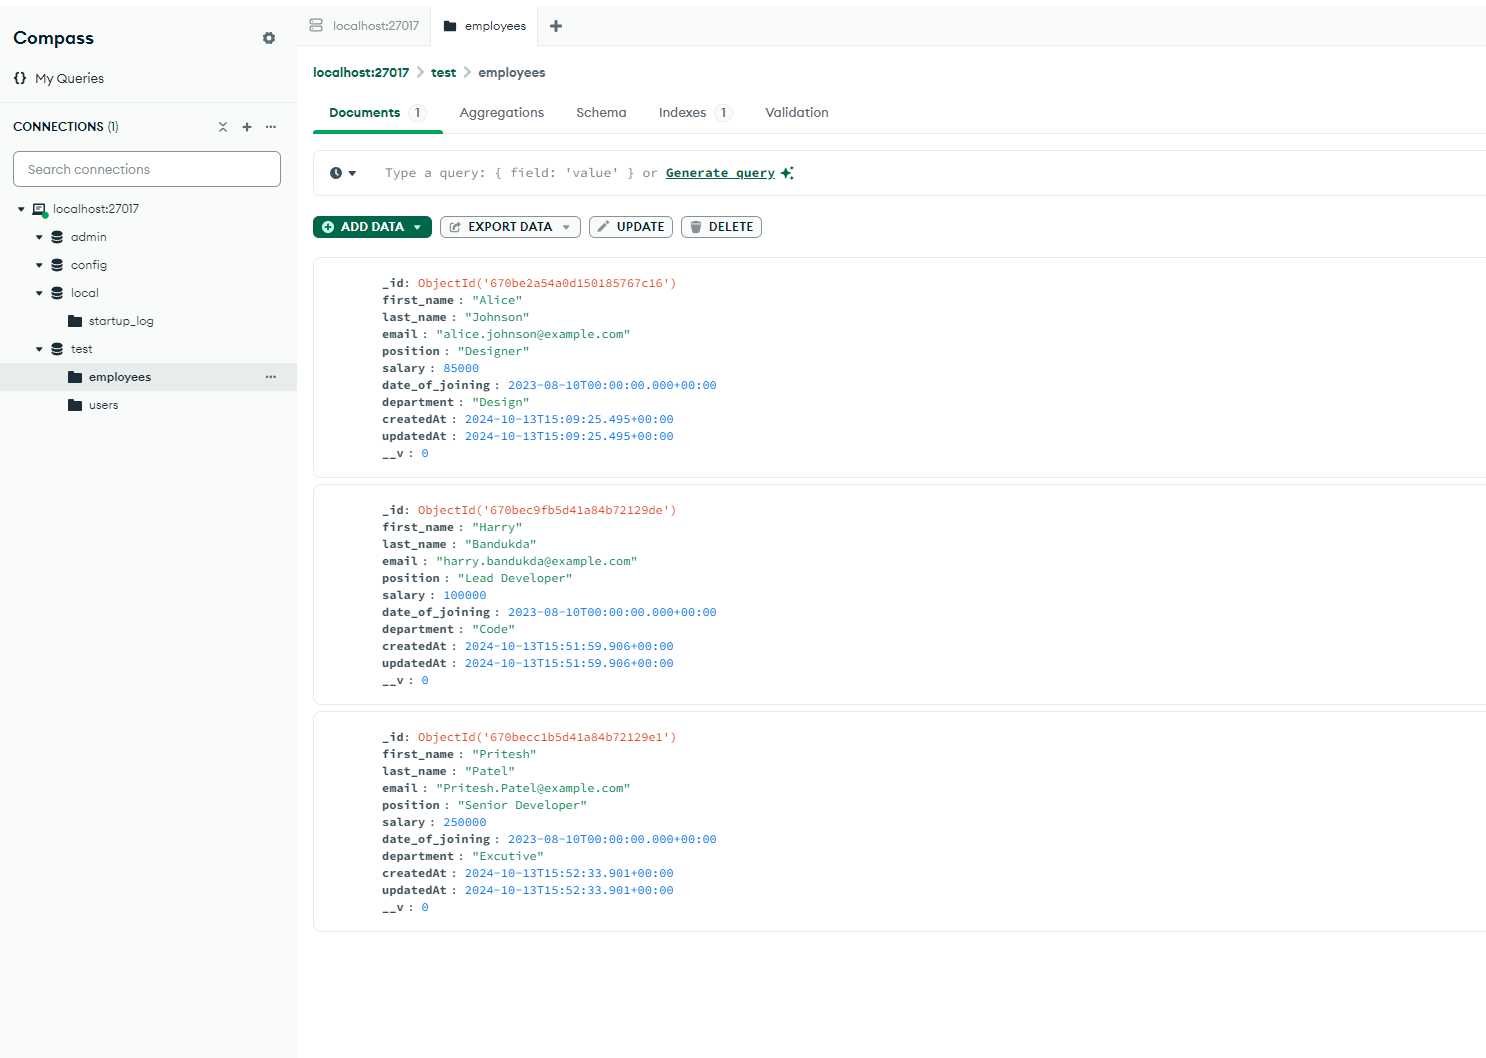 Compass
My Queries
CONNECTIONS (1)
Search connections
localhost:27017
admin
config
local
startup_log
test
employees
users
localhost:27017
employees
localhost:27017 > test > employees
Documents 1 Aggregations Schema Indexes 1 Validation
Type a query: { field: 'value' } or Generate query
ADD DATA EXPORT DATA UPDATE DELETE
_id: ObjectId('670be2a54a0d150185767c16')
first_name : "Alice"
last_name : "Johnson"
email : "alice.johnson@example.com"
position : "Designer"
salary : 85000
date_of_joining : 2023-08-10T00:00:00.000+00:00
department : "Design"
createdAt : 2024-10-13T15:09:25.495+00:00
updatedAt : 2024-10-13T15:09:25.495+00:00
__v : 0
_id: ObjectId('670bec9fb5d41a84b72129de')
first_name : "Harry"
last_name : "Bandukda"
email : "harry.bandukda@example.com"
position : "Lead Developer"
salary : 100000
date_of_joining : 2023-08-10T00:00:00.000+00:00
department : "Code"
createdAt : 2024-10-13T15:51:59.906+00:00
updatedAt : 2024-10-13T15:51:59.906+00:00
__v : 0
_id: ObjectId('670becc1b5d41a84b72129e1')
first_name : "Pritesh"
last_name : "Patel"
email : "Pritesh.Patel@example.com"
position : "Senior Developer"
salary : 250000
date_of_joining : 2023-08-10T00:00:00.000+00:00
department : "Excutive"
createdAt : 2024-10-13T15:52:33.901+00:00
updatedAt : 2024-10-13T15:52:33.901+00:00
__v : 0